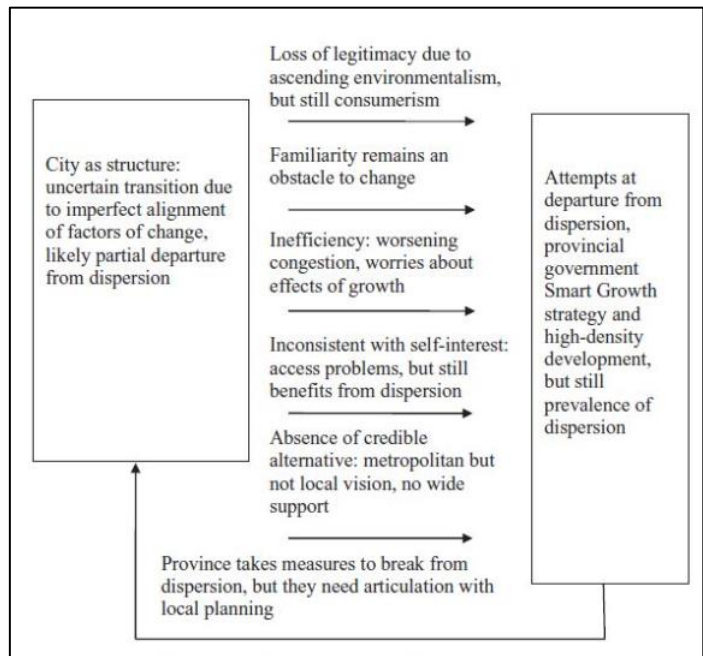 Loss of legitimacy due to
ascending environmentalism,
but still consumerism
City as structure:
uncertain transition due
to imperfect alignment
of factors of change,
likely partial departure
from dispersion
Familiarity remains an
obstacle to change
Inefficiency: worsening
congestion, worries about
effects of growth
Inconsistent with self-interest:
access problems, but still
benefits from dispersion
Absence of credible
alternative: metropolitan but
not local vision, no wide
support
Attempts at
departure from
dispersion,
provincial
government
Smart Growth
strategy and
high-density
development,
but still
prevalence of
dispersion
Province takes measures to break from
dispersion, but they need articulation with
local planning